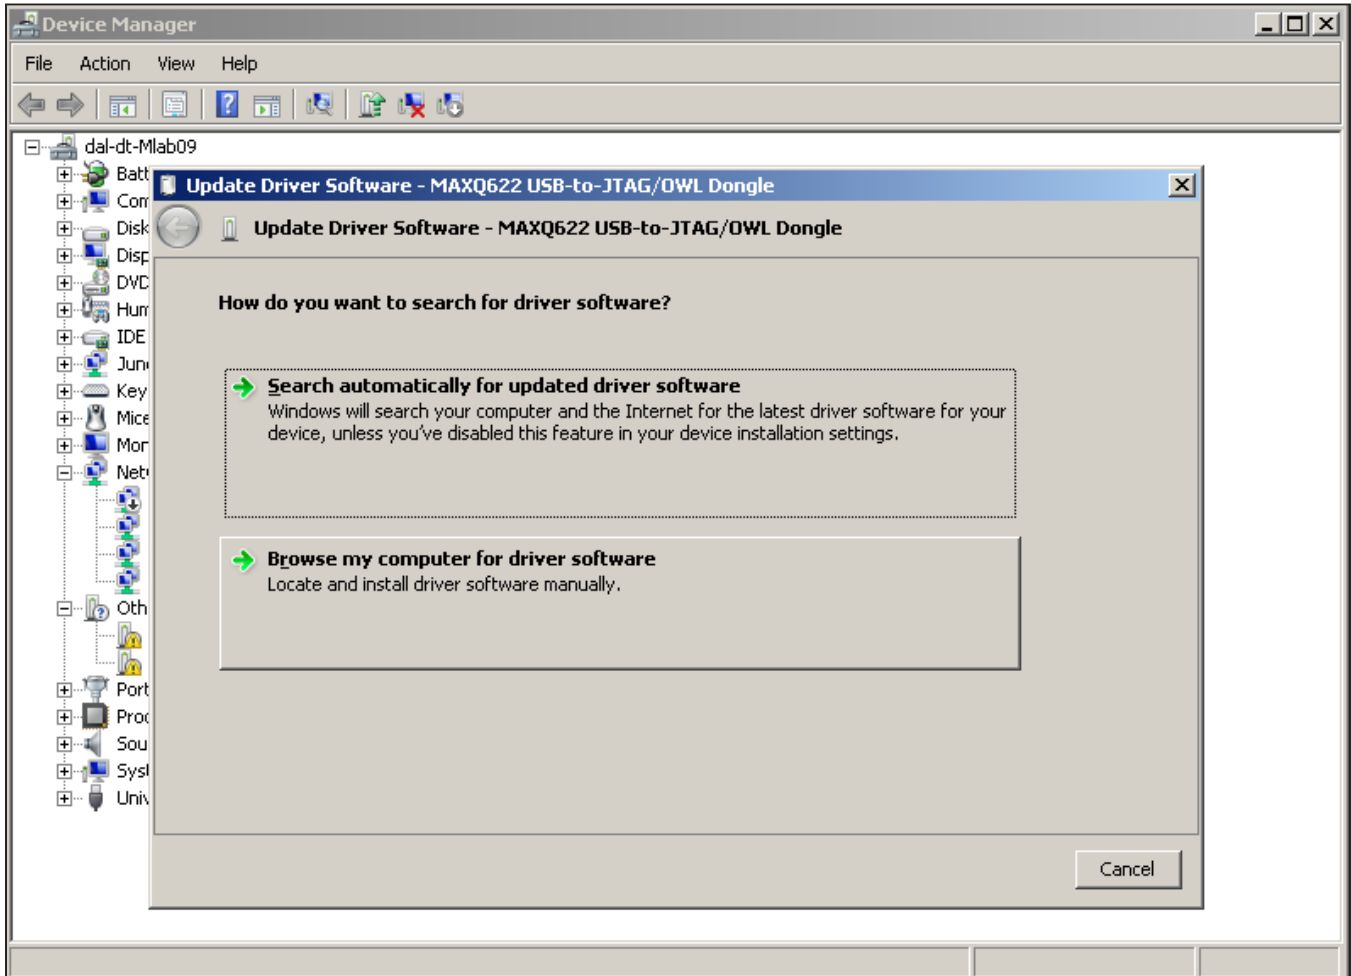 Device Manager
File Action View Help
dal-dt-Mlab09
Batt
Com
Disk
Disp
DVD
Hum
IDE
Key
Mice
Mon
Netw
Oth
Port
Proc
Sou
Syst
Univ
Update Driver Software - MAXQ622 USB-to-JTAG/OWL Dongle
Update Driver Software - MAXQ622 USB-to-JTAG/OWL Dongle
How do you want to search for driver software?
Search automatically for updated driver software
Windows will search your computer and the Internet for the latest driver software for your
device, unless you've disabled this feature in your device installation settings.
Browse my computer for driver software
Locate and install driver software manually.
Cancel